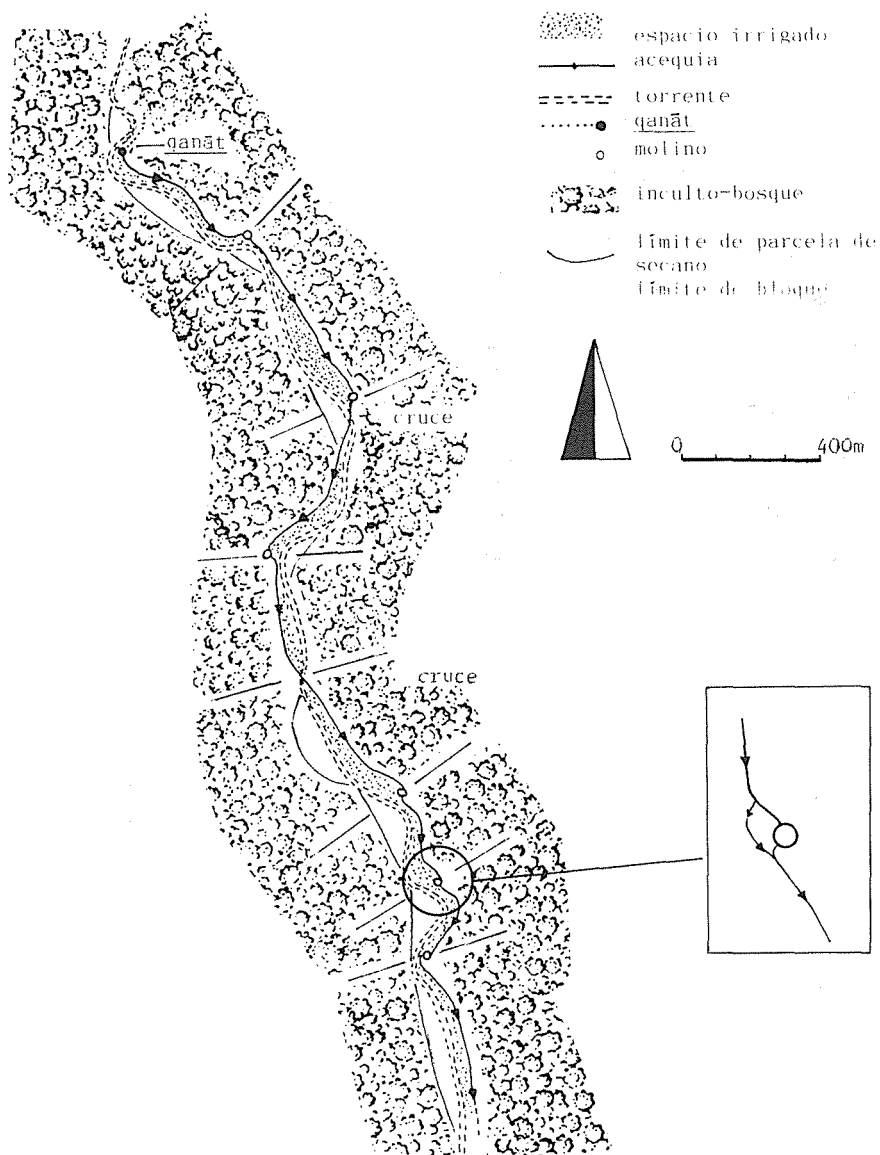 espacio irrigado
acequia
torrente
qanāt
molino
inculto-bosque
límite de parcela de
secano
límite de bloque
qanāt
cruce
0 400m
cruce